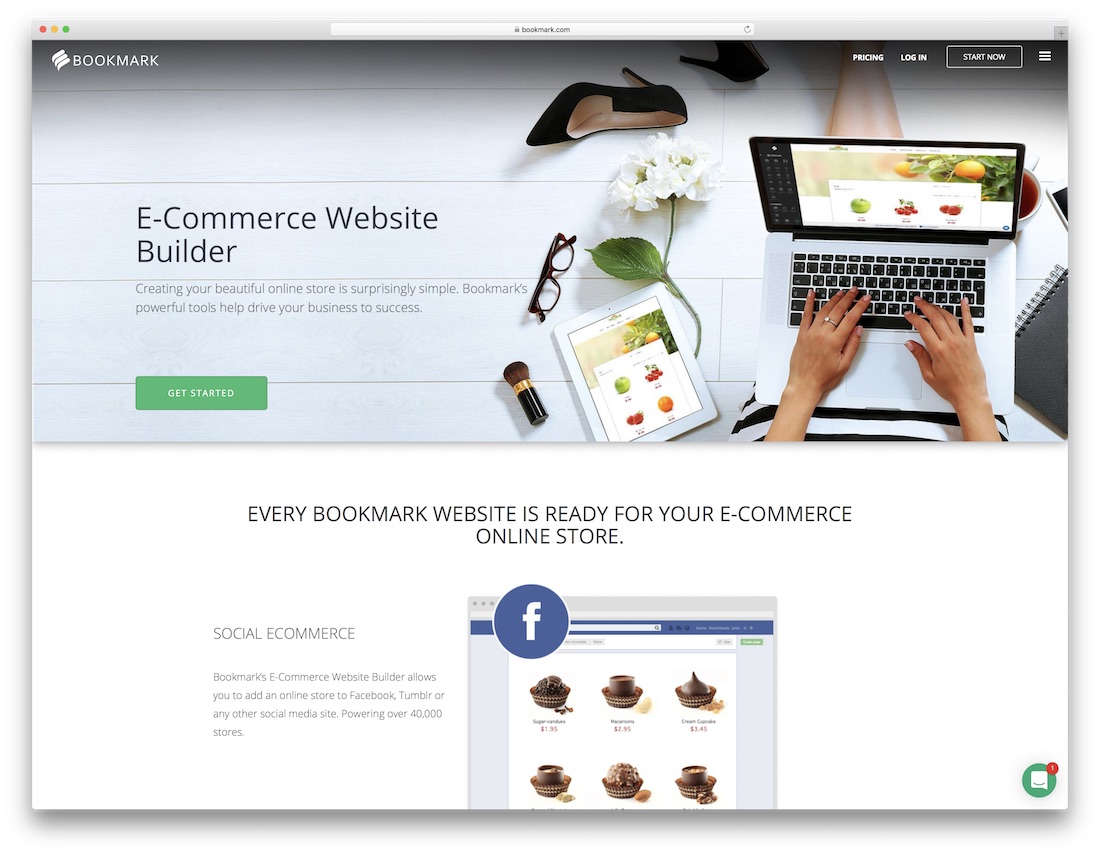 bookmark.com
BOOKMARK
PRICING
LOG IN
START NOW
E-Commerce Website
Builder
Creating your beautiful online store is surprisingly simple. Bookmark's
powerful tools help drive your business to success.
GET STARTED
EVERY BOOKMARK WEBSITE IS READY FOR YOUR E-COMMERCE
ONLINE STORE.
f
SOCIAL ECOMMERCE
Bookmark's E-Commerce Website Builder allows
you to add an online store to Facebook, Tumblr or
any other social media site. Powering over 40,000
stores.
Sugar-candues
Macaroons
Cream Cupcake
$1.95
$2.95
$3.45
1